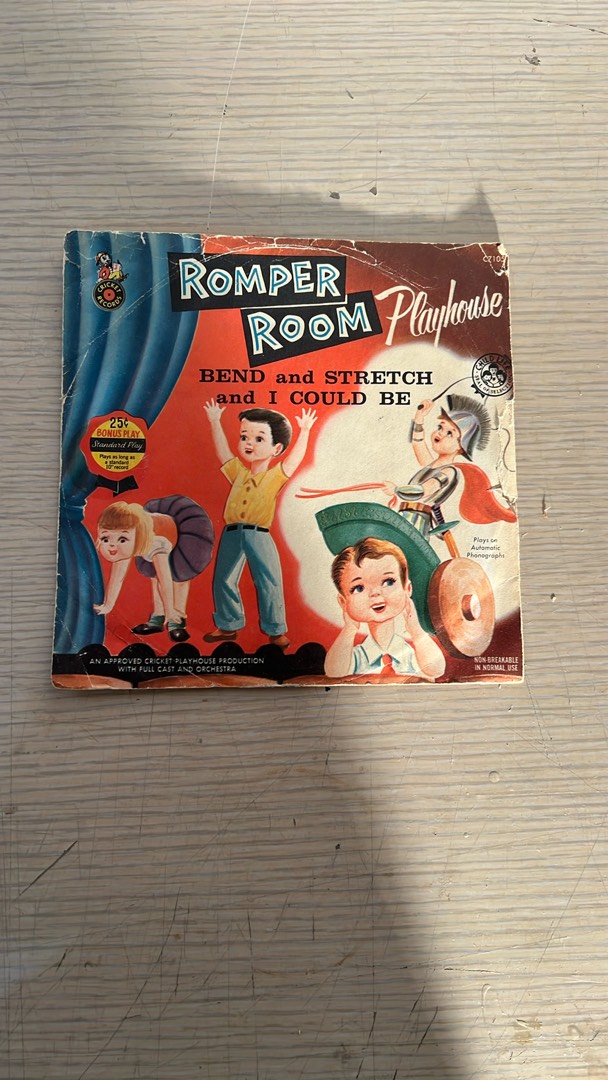 CRICKET
RECORDS
ROMPER
ROOM
Playhouse
BEND and STRETCH
and I COULD BE
25¢
BONUS PLAY
Standard Play
Plays as long as
a standard
10" record
Plays on
Automatic
Phonographs
AN APPROVED CRICKET PLAYHOUSE PRODUCTION
WITH FULL CAST AND ORCHESTRA
NON-BREAKABLE
IN NORMAL USE